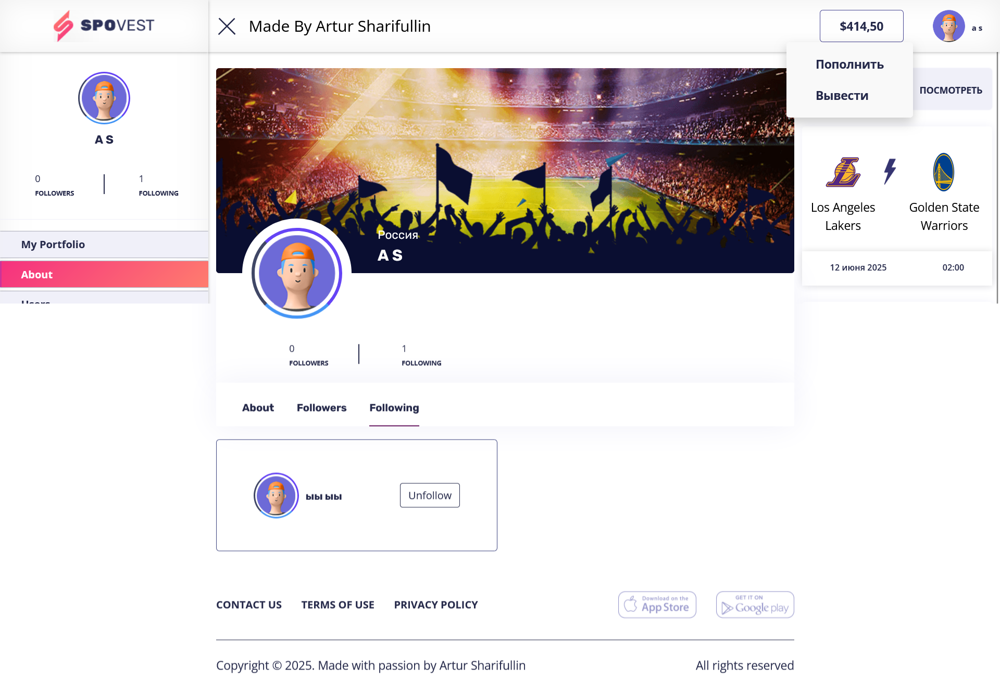 SPOVEST
Made By Artur Sharifullin
$414,50
a s
Пополнить
Вывести
ПОСМОТРЕТЬ
A S
0
FOLLOWERS
1
FOLLOWING
My Portfolio
About
Users
Россия
A S
0
FOLLOWERS
1
FOLLOWING
About
Followers
Following
ыы ыы
Unfollow
Los Angeles
Lakers
Golden State
Warriors
12 июня 2025
02:00
CONTACT US
TERMS OF USE
PRIVACY POLICY
Download on the
App Store
GET IT ON
Google play
Copyright © 2025. Made with passion by Artur Sharifullin
All rights reserved